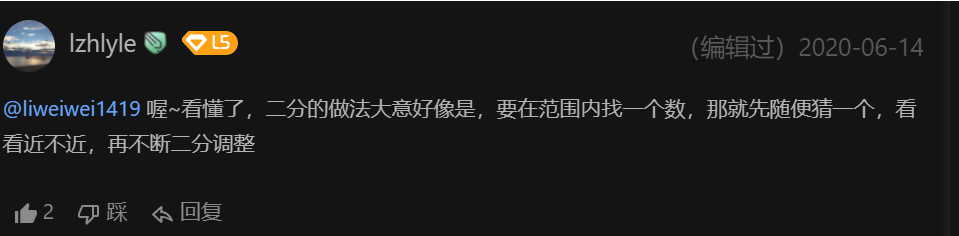 lzhlyle L5 （编辑过）2020-06-14
@liweiwei1419 喔~看懂了，二分的做法大意好像是，要在范围内找一个数，那就先随便猜一个，看
看近不近，再不断二分调整
2 踩 回复